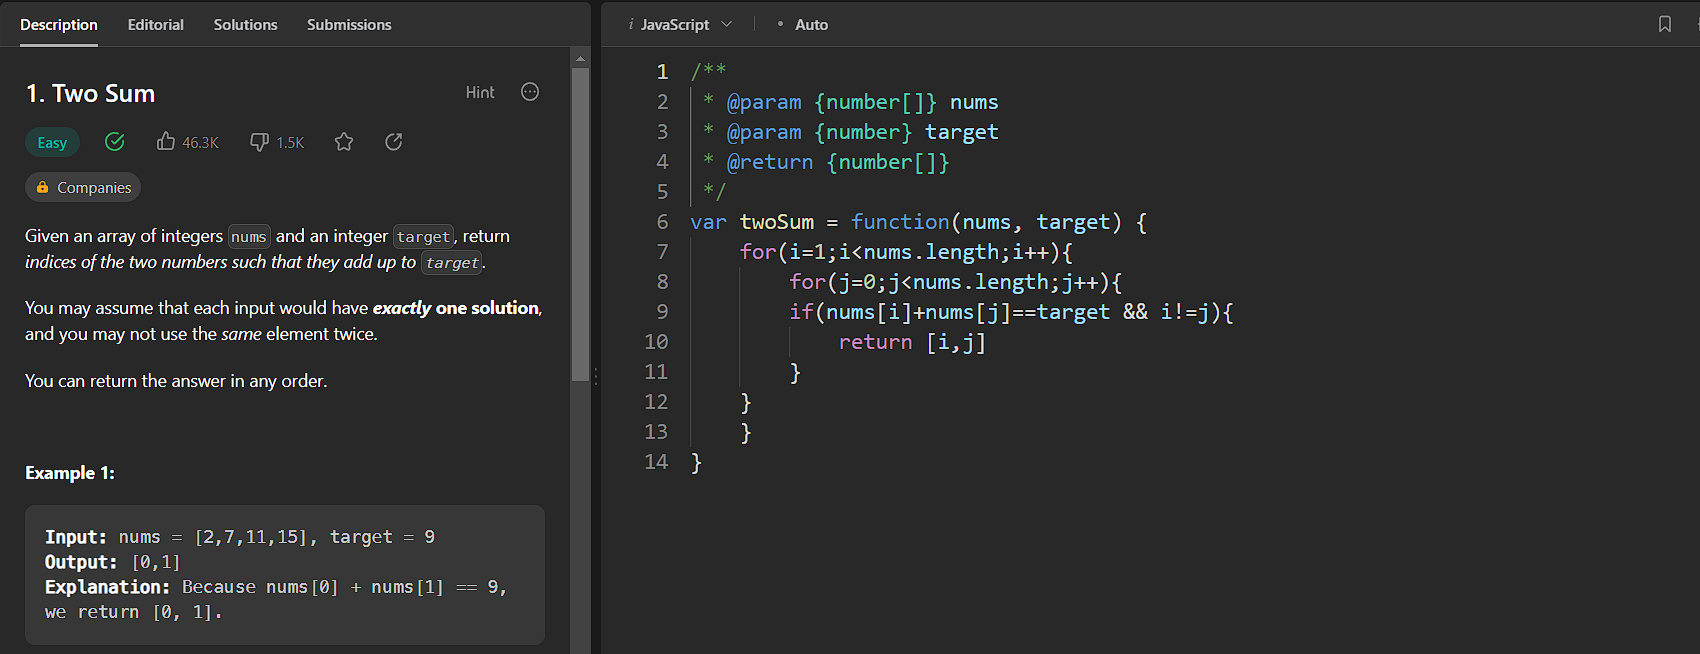 Description Editorial Solutions Submissions
1. Two Sum Hint
Easy 46.3K 1.5K
Companies
Given an array of integers nums and an integer target, return
indices of the two numbers such that they add up to target.
You may assume that each input would have exactly one solution,
and you may not use the same element twice.
You can return the answer in any order.
Example 1:
Input: nums = [2,7,11,15], target = 9
Output: [0,1]
Explanation: Because nums[0] + nums[1] == 9,
we return [0, 1].
i JavaScript • Auto
1 /**
2 * @param {number[]} nums
3 * @param {number} target
4 * @return {number[]}
5 */
6 var twoSum = function(nums, target) {
7     for(i=1;i<nums.length;i++){
8         for(j=0;j<nums.length;j++){
9         if(nums[i]+nums[j]==target && i!=j){
10             return [i,j]
11         }
12     }
13     }
14 }